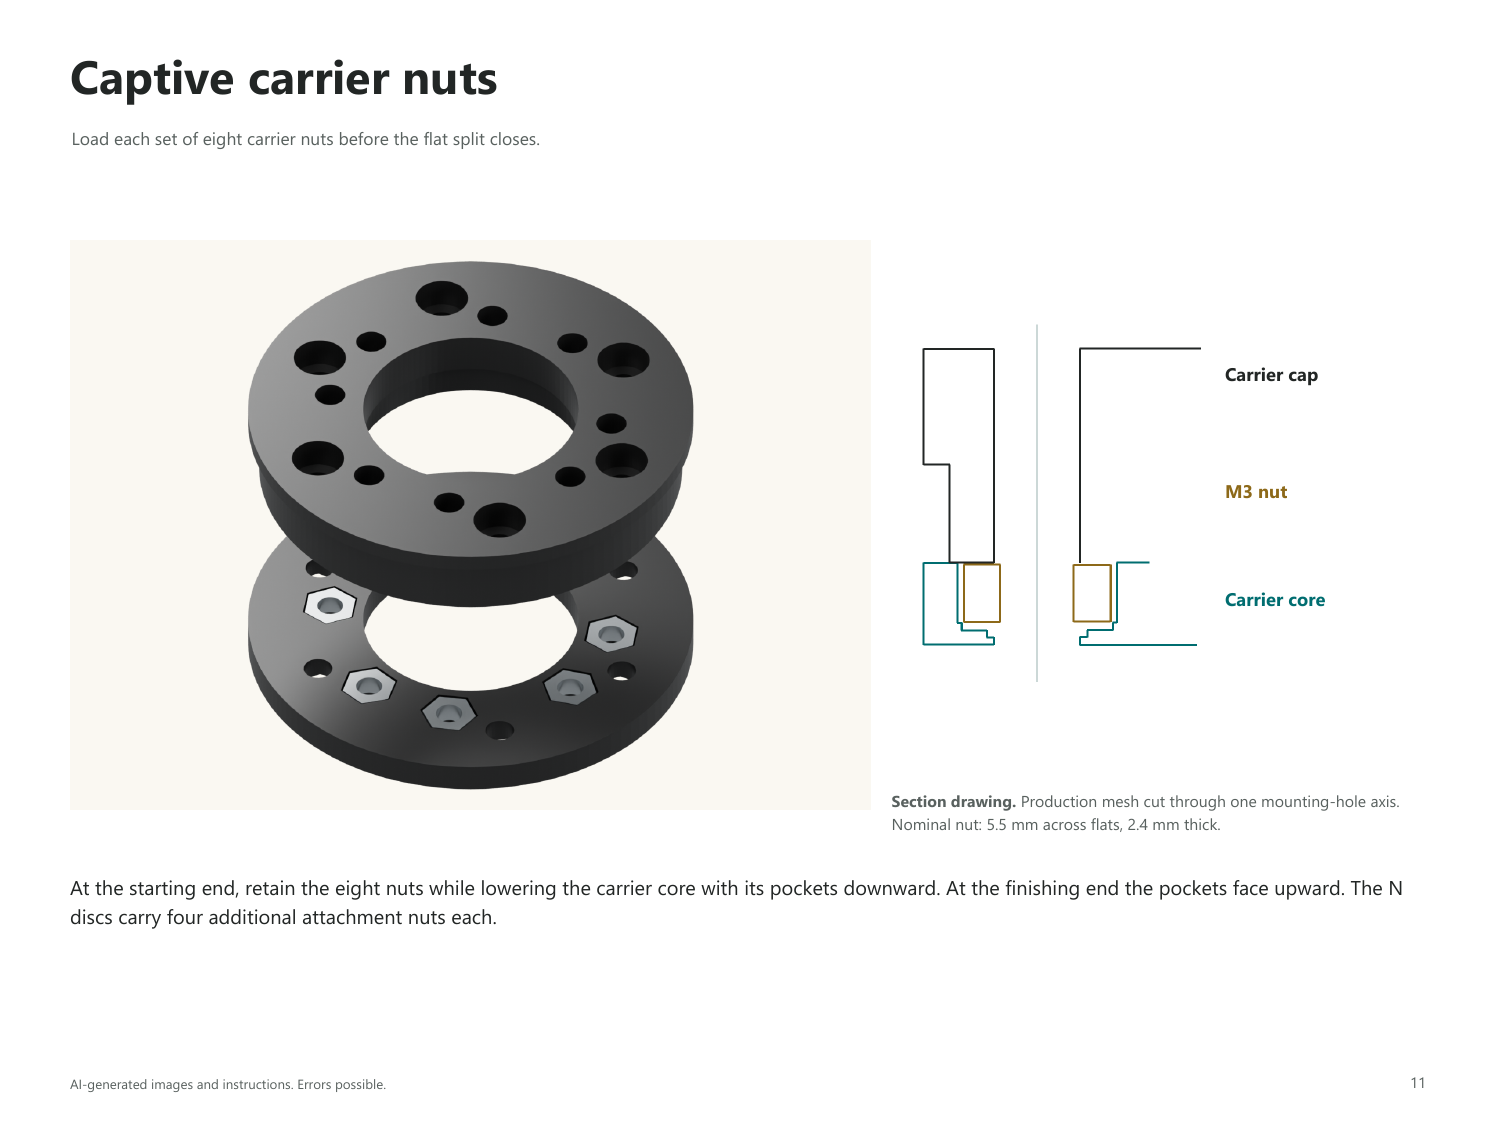 Captive carrier nuts
Load each set of eight carrier nuts before the flat split closes.
Carrier cap
M3 nut
Carrier core
Section drawing. Production mesh cut through one mounting-hole axis.
Nominal nut: 5.5 mm across flats, 2.4 mm thick.
At the starting end, retain the eight nuts while lowering the carrier core with its pockets downward. At the finishing end the pockets face upward. The N
discs carry four additional attachment nuts each.
AI-generated images and instructions. Errors possible.
11